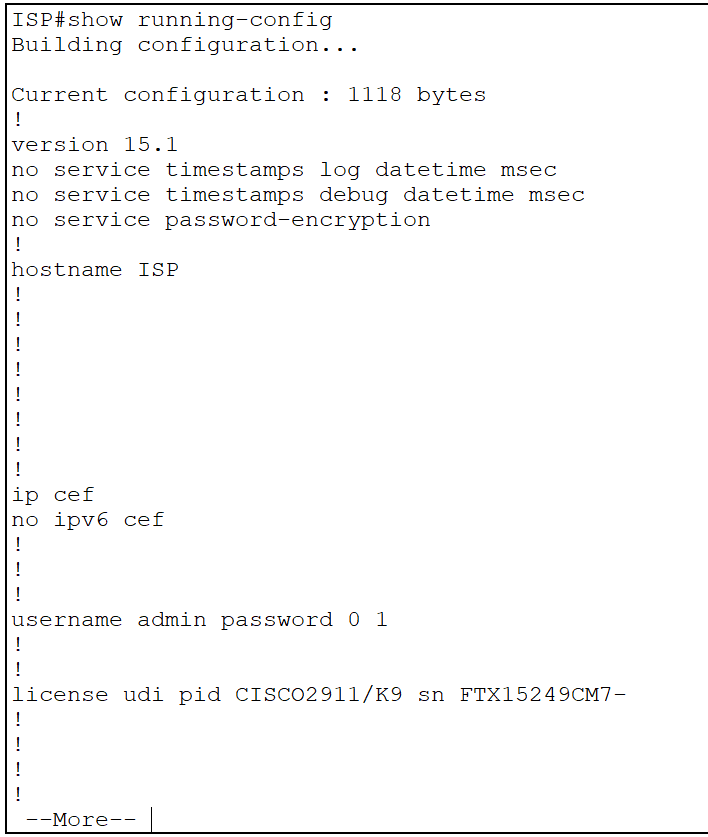 ISP#show running-config
Building configuration...
Current configuration : 1118 bytes
!
version 15.1
no service timestamps log datetime msec
no service timestamps debug datetime msec
no service password-encryption
!
hostname ISP
!
!
!
!
!
!
!
!
ip cef
no ipv6 cef
!
!
!
username admin password 0 1
!
!
license udi pid CISCO2911/K9 sn FTX15249CM7-
!
!
!
!
--More--